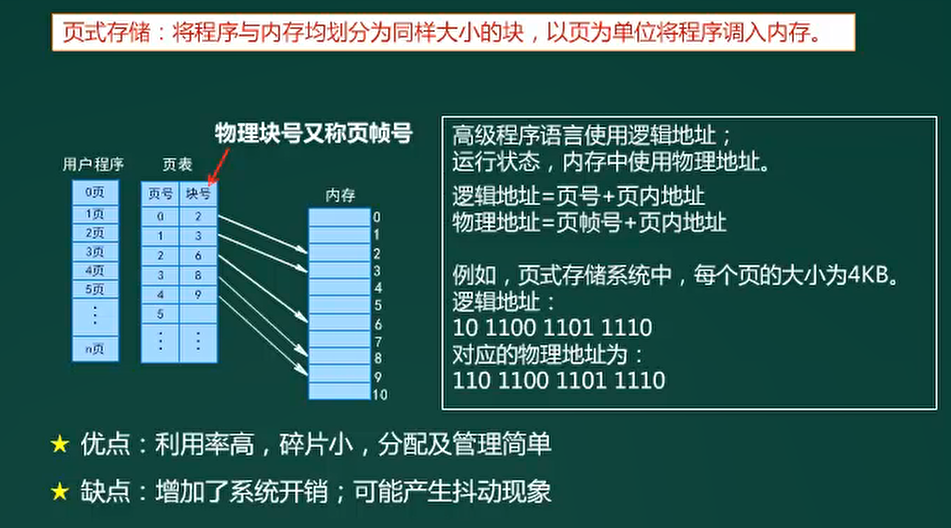 页式存储：将程序与内存均划分为同样大小的块，以页为单位将程序调入内存。
物理块号又称页帧号
用户程序
0页
1页
2页
3页
4页
5页
⋮
n页
页表
页号 块号
0 2
1 3
2 6
3 8
4 9
5
⋮ ⋮
内存
0
1
2
3
4
5
6
7
8
9
10
高级程序语言使用逻辑地址；
运行状态，内存中使用物理地址。
逻辑地址=页号+页内地址
物理地址=页帧号+页内地址
例如，页式存储系统中，每个页的大小为4KB。
逻辑地址：
10 1100 1101 1110
对应的物理地址为：
110 1100 1101 1110
★ 优点：利用率高，碎片小，分配及管理简单
★ 缺点：增加了系统开销；可能产生抖动现象